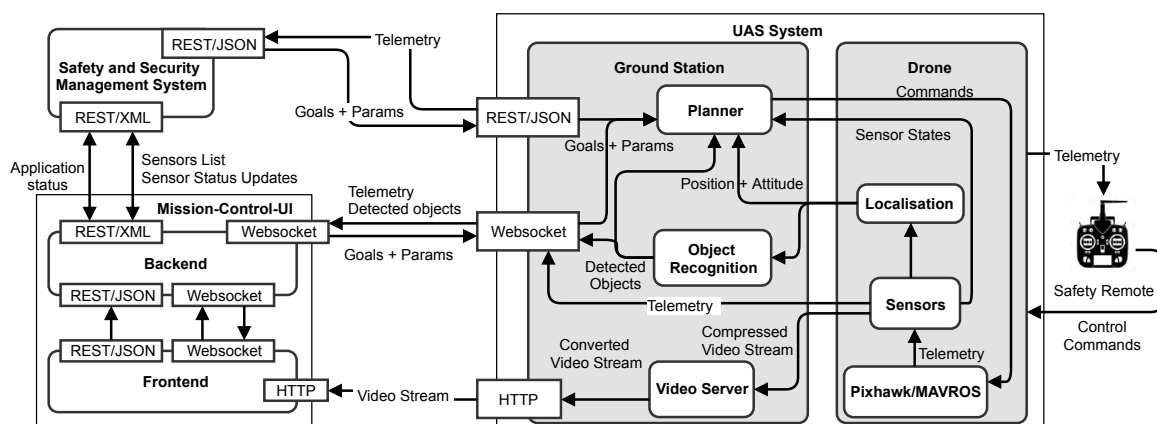 UAS System
REST/JSON
Telemetry
Safety and Security
Management System
Ground Station
Drone
Commands
REST/XML
Goals + Params
REST/JSON
Planner
Goals + Params
Sensor States
Application
status
Sensors List
Sensor Status Updates
Telemetry
Position + Attitude
Telemetry
Detected objects
Mission-Control-UI
Localisation
REST/XML
Websocket
Websocket
Goals + Params
Object
Recognition
Backend
Detected
Objects
REST/JSON
Websocket
Telemetry
Sensors
Safety Remote
Control
Commands
Compressed
Video Stream
REST/JSON
Websocket
Converted
Video Stream
Telemetry
Frontend
HTTP
Video Stream
HTTP
Video Server
Pixhawk/MAVROS